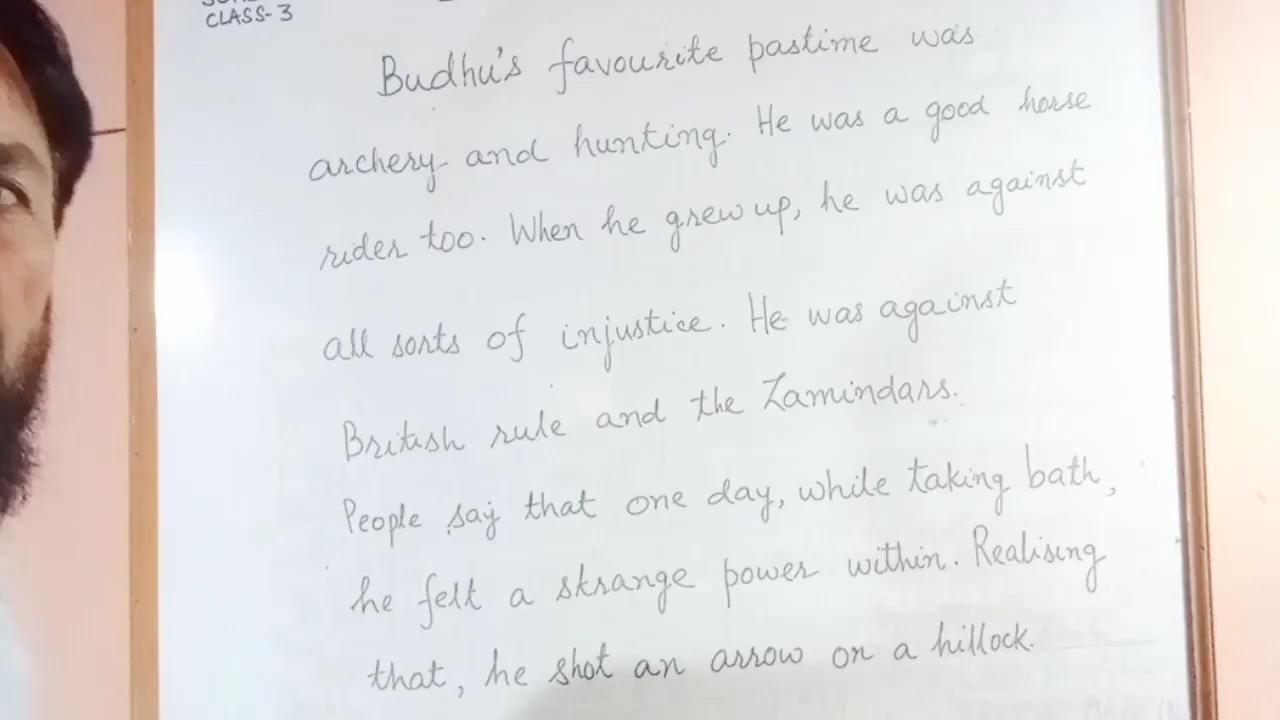 CLASS-3
Budhu's favourite pastime was
archery and hunting. He was a good horse
rider too. When he grew up, he was against
all sorts of injustice. He was against
British rule and the Zamindars.
People say that one day, while taking bath,
he felt a strange power within. Realising
that, he shot an arrow on a hillock.